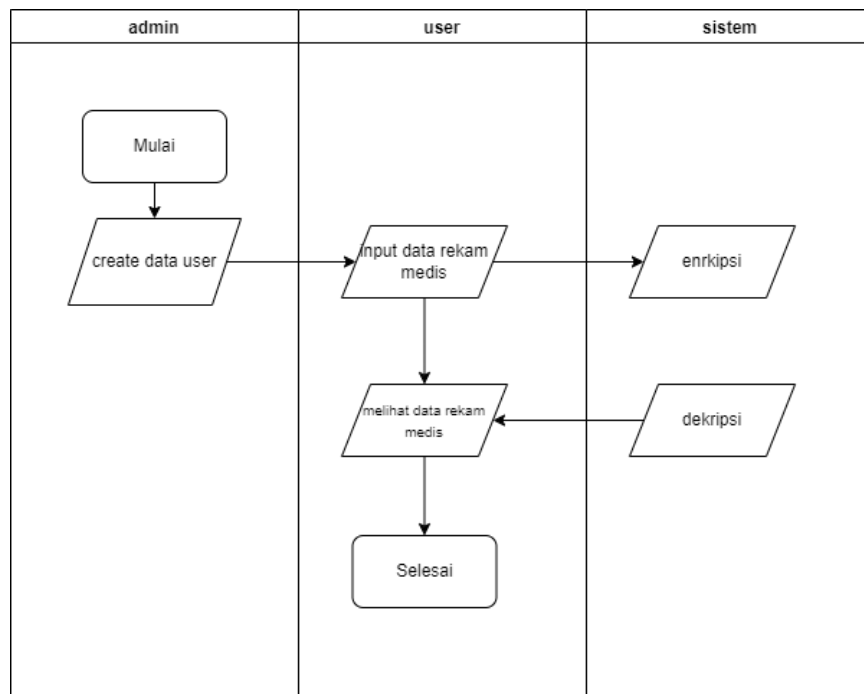 admin
user
sistem
Mulai
create data user
input data rekam
medis
enrkipsi
melihat data rekam
medis
dekripsi
Selesai